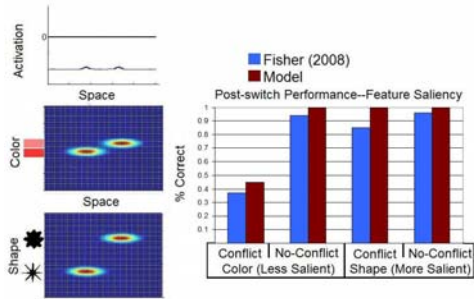 Activation
0
Space
Color
Space
Shape
Fisher (2008)
Model
Post-switch Performance--Feature Saliency
% Correct
1
0.9
0.8
0.7
0.6
0.5
0.4
0.3
0.2
0.1
Conflict No-Conflict Conflict No-Conflict
Color (Less Salient) Shape (More Salient)